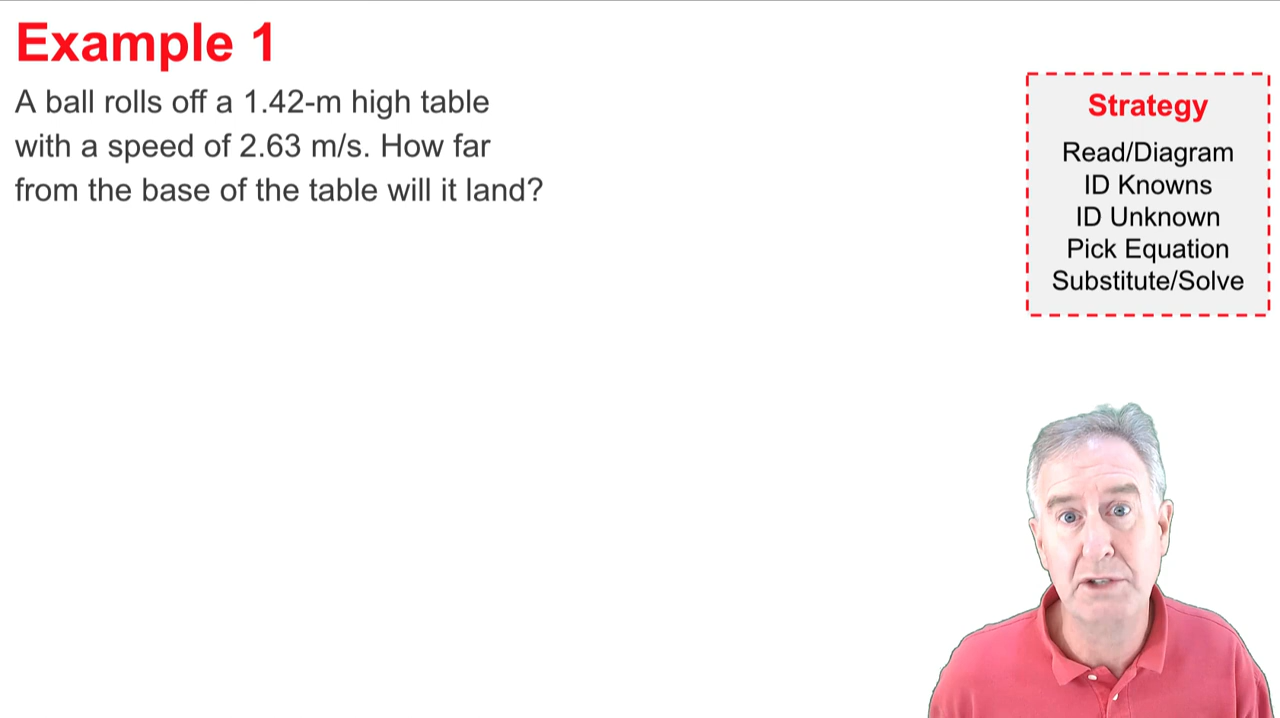 Example 1
A ball rolls off a 1.42-m high table
with a speed of 2.63 m/s. How far
from the base of the table will it land?
Strategy
Read/Diagram
ID Knowns
ID Unknown
Pick Equation
Substitute/Solve